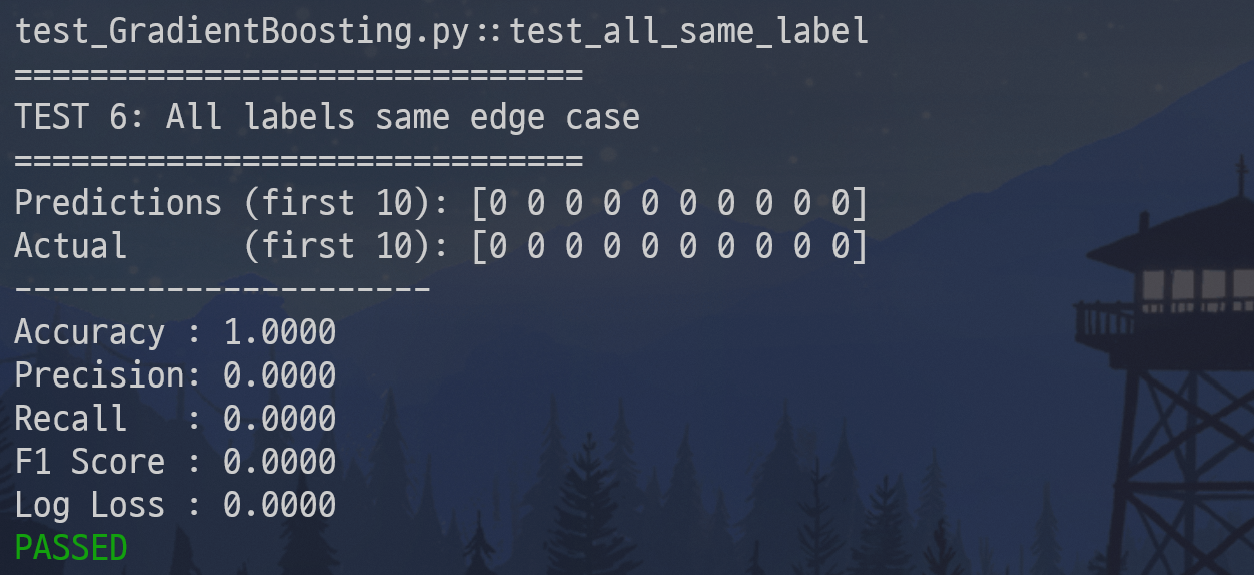 test_GradientBoosting.py::test_all_same_label
==============================
TEST 6: All labels same edge case
==============================
Predictions (first 10): [0 0 0 0 0 0 0 0 0 0]
Actual      (first 10): [0 0 0 0 0 0 0 0 0 0]
----------------------
Accuracy : 1.0000
Precision: 0.0000
Recall   : 0.0000
F1 Score : 0.0000
Log Loss : 0.0000
PASSED